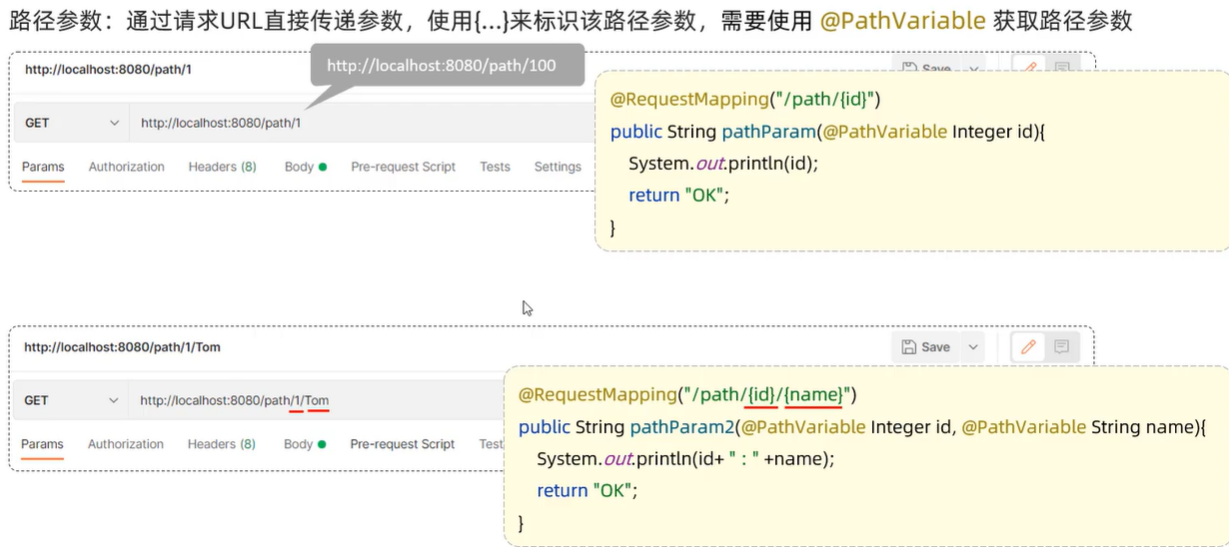 路径参数：通过请求URL直接传递参数，使用{...}来标识该路径参数，需要使用 @PathVariable 获取路径参数
http://localhost:8080/path/1
http://localhost:8080/path/100
Save
GET
http://localhost:8080/path/1
Params Authorization Headers (8) Body Pre-request Script Tests Settings
@RequestMapping("/path/{id}")
public String pathParam(@PathVariable Integer id){
System.out.println(id);
return "OK";
}
http://localhost:8080/path/1/Tom
Save
GET
http://localhost:8080/path/1/Tom
Params Authorization Headers (8) Body Pre-request Script Test
@RequestMapping("/path/{id}/{name}")
public String pathParam2(@PathVariable Integer id, @PathVariable String name){
System.out.println(id+ " : " +name);
return "OK";
}